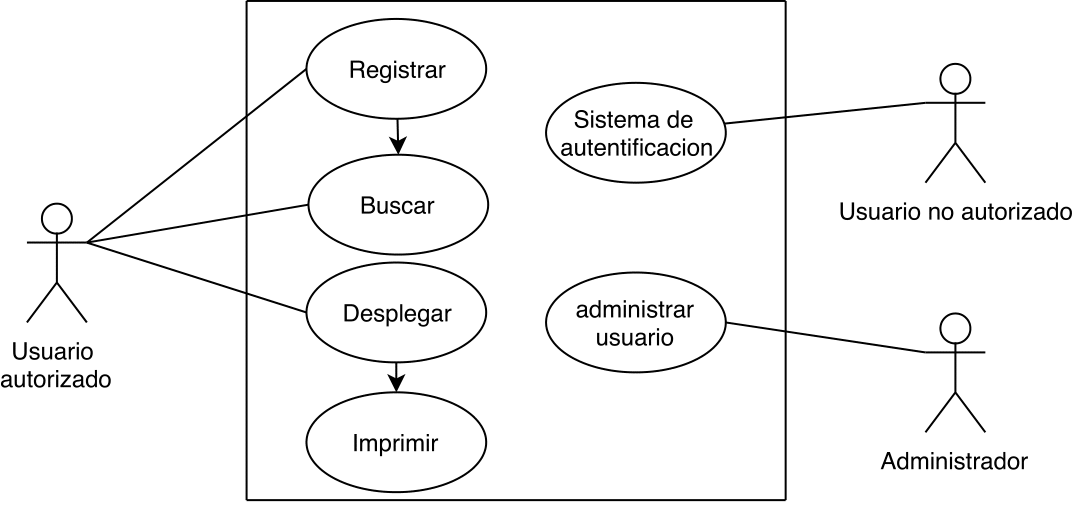 Registrar
Sistema de
autentificacion
Buscar
Usuario no autorizado
Desplegar
administrar
usuario
Usuario
autorizado
Imprimir
Administrador